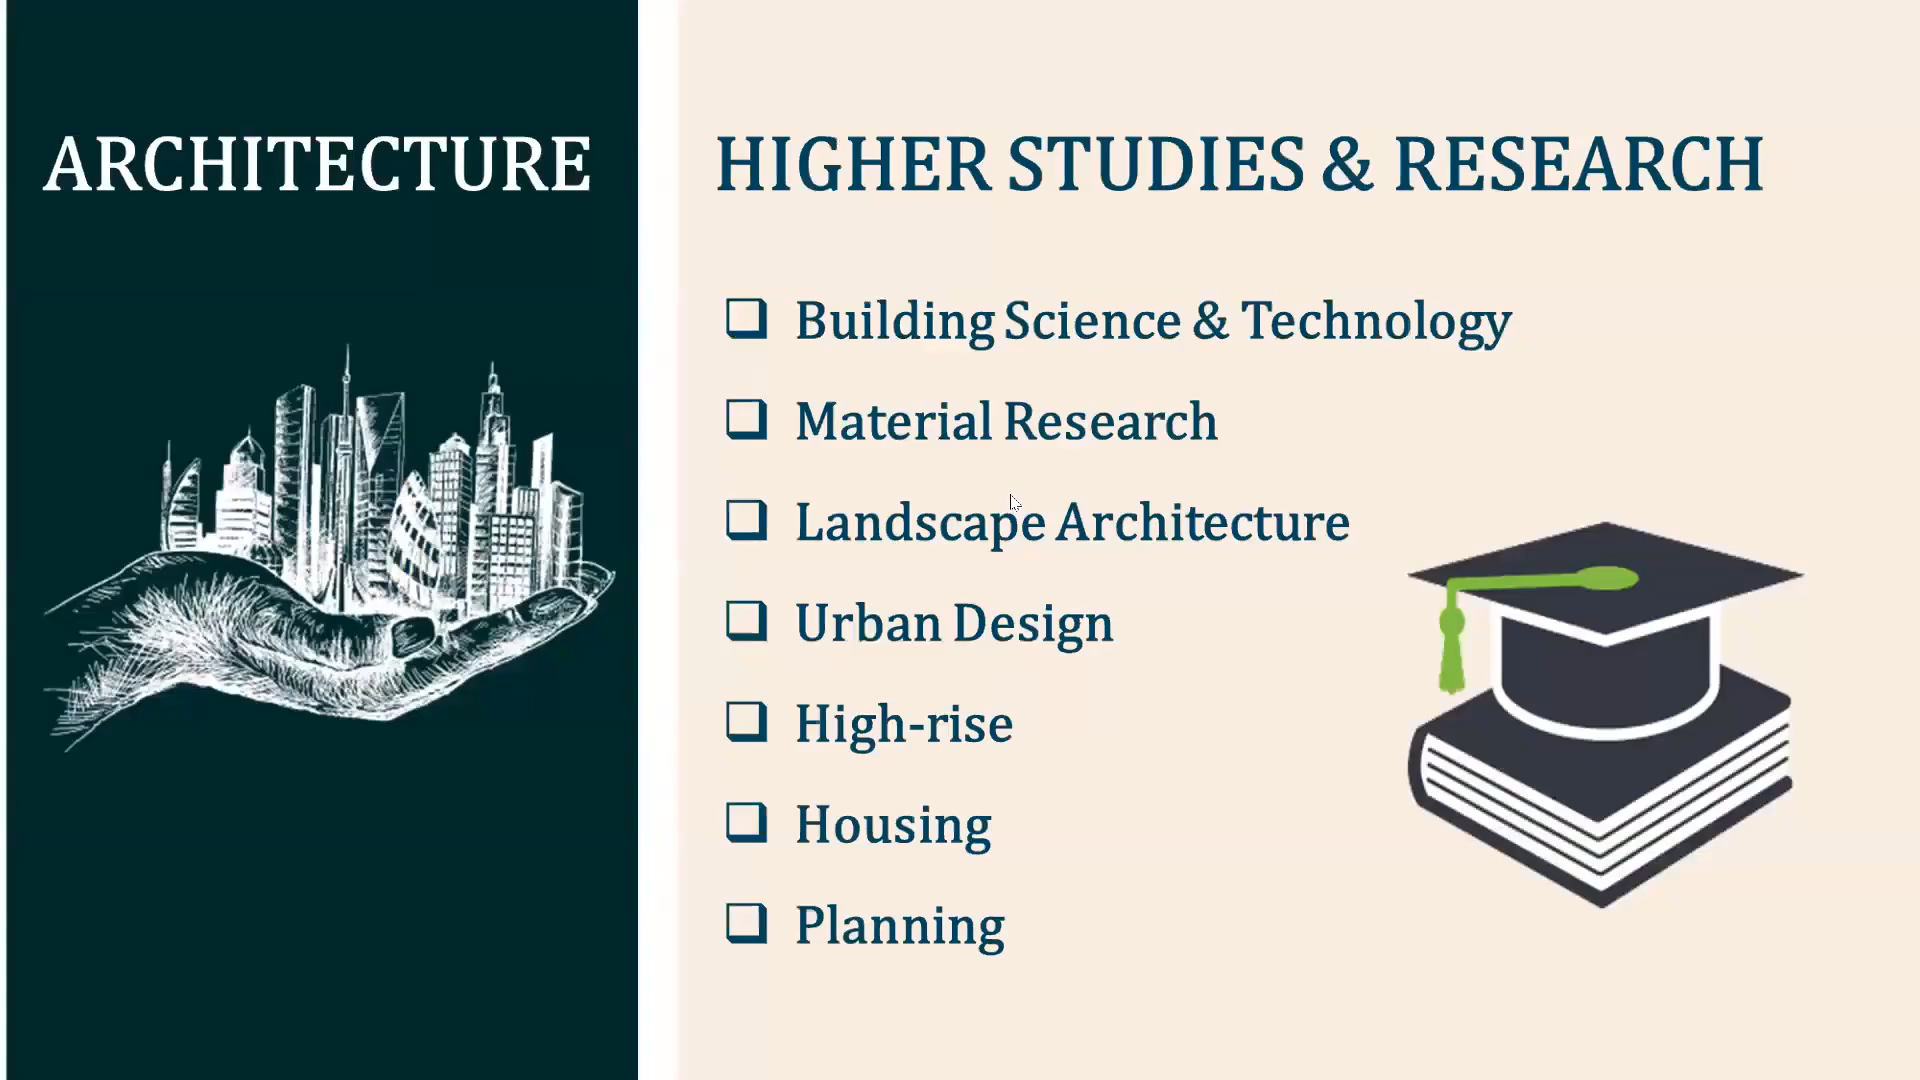 ARCHITECTURE
HIGHER STUDIES & RESEARCH
Building Science & Technology
Material Research
Landscape Architecture
Urban Design
High-rise
Housing
Planning